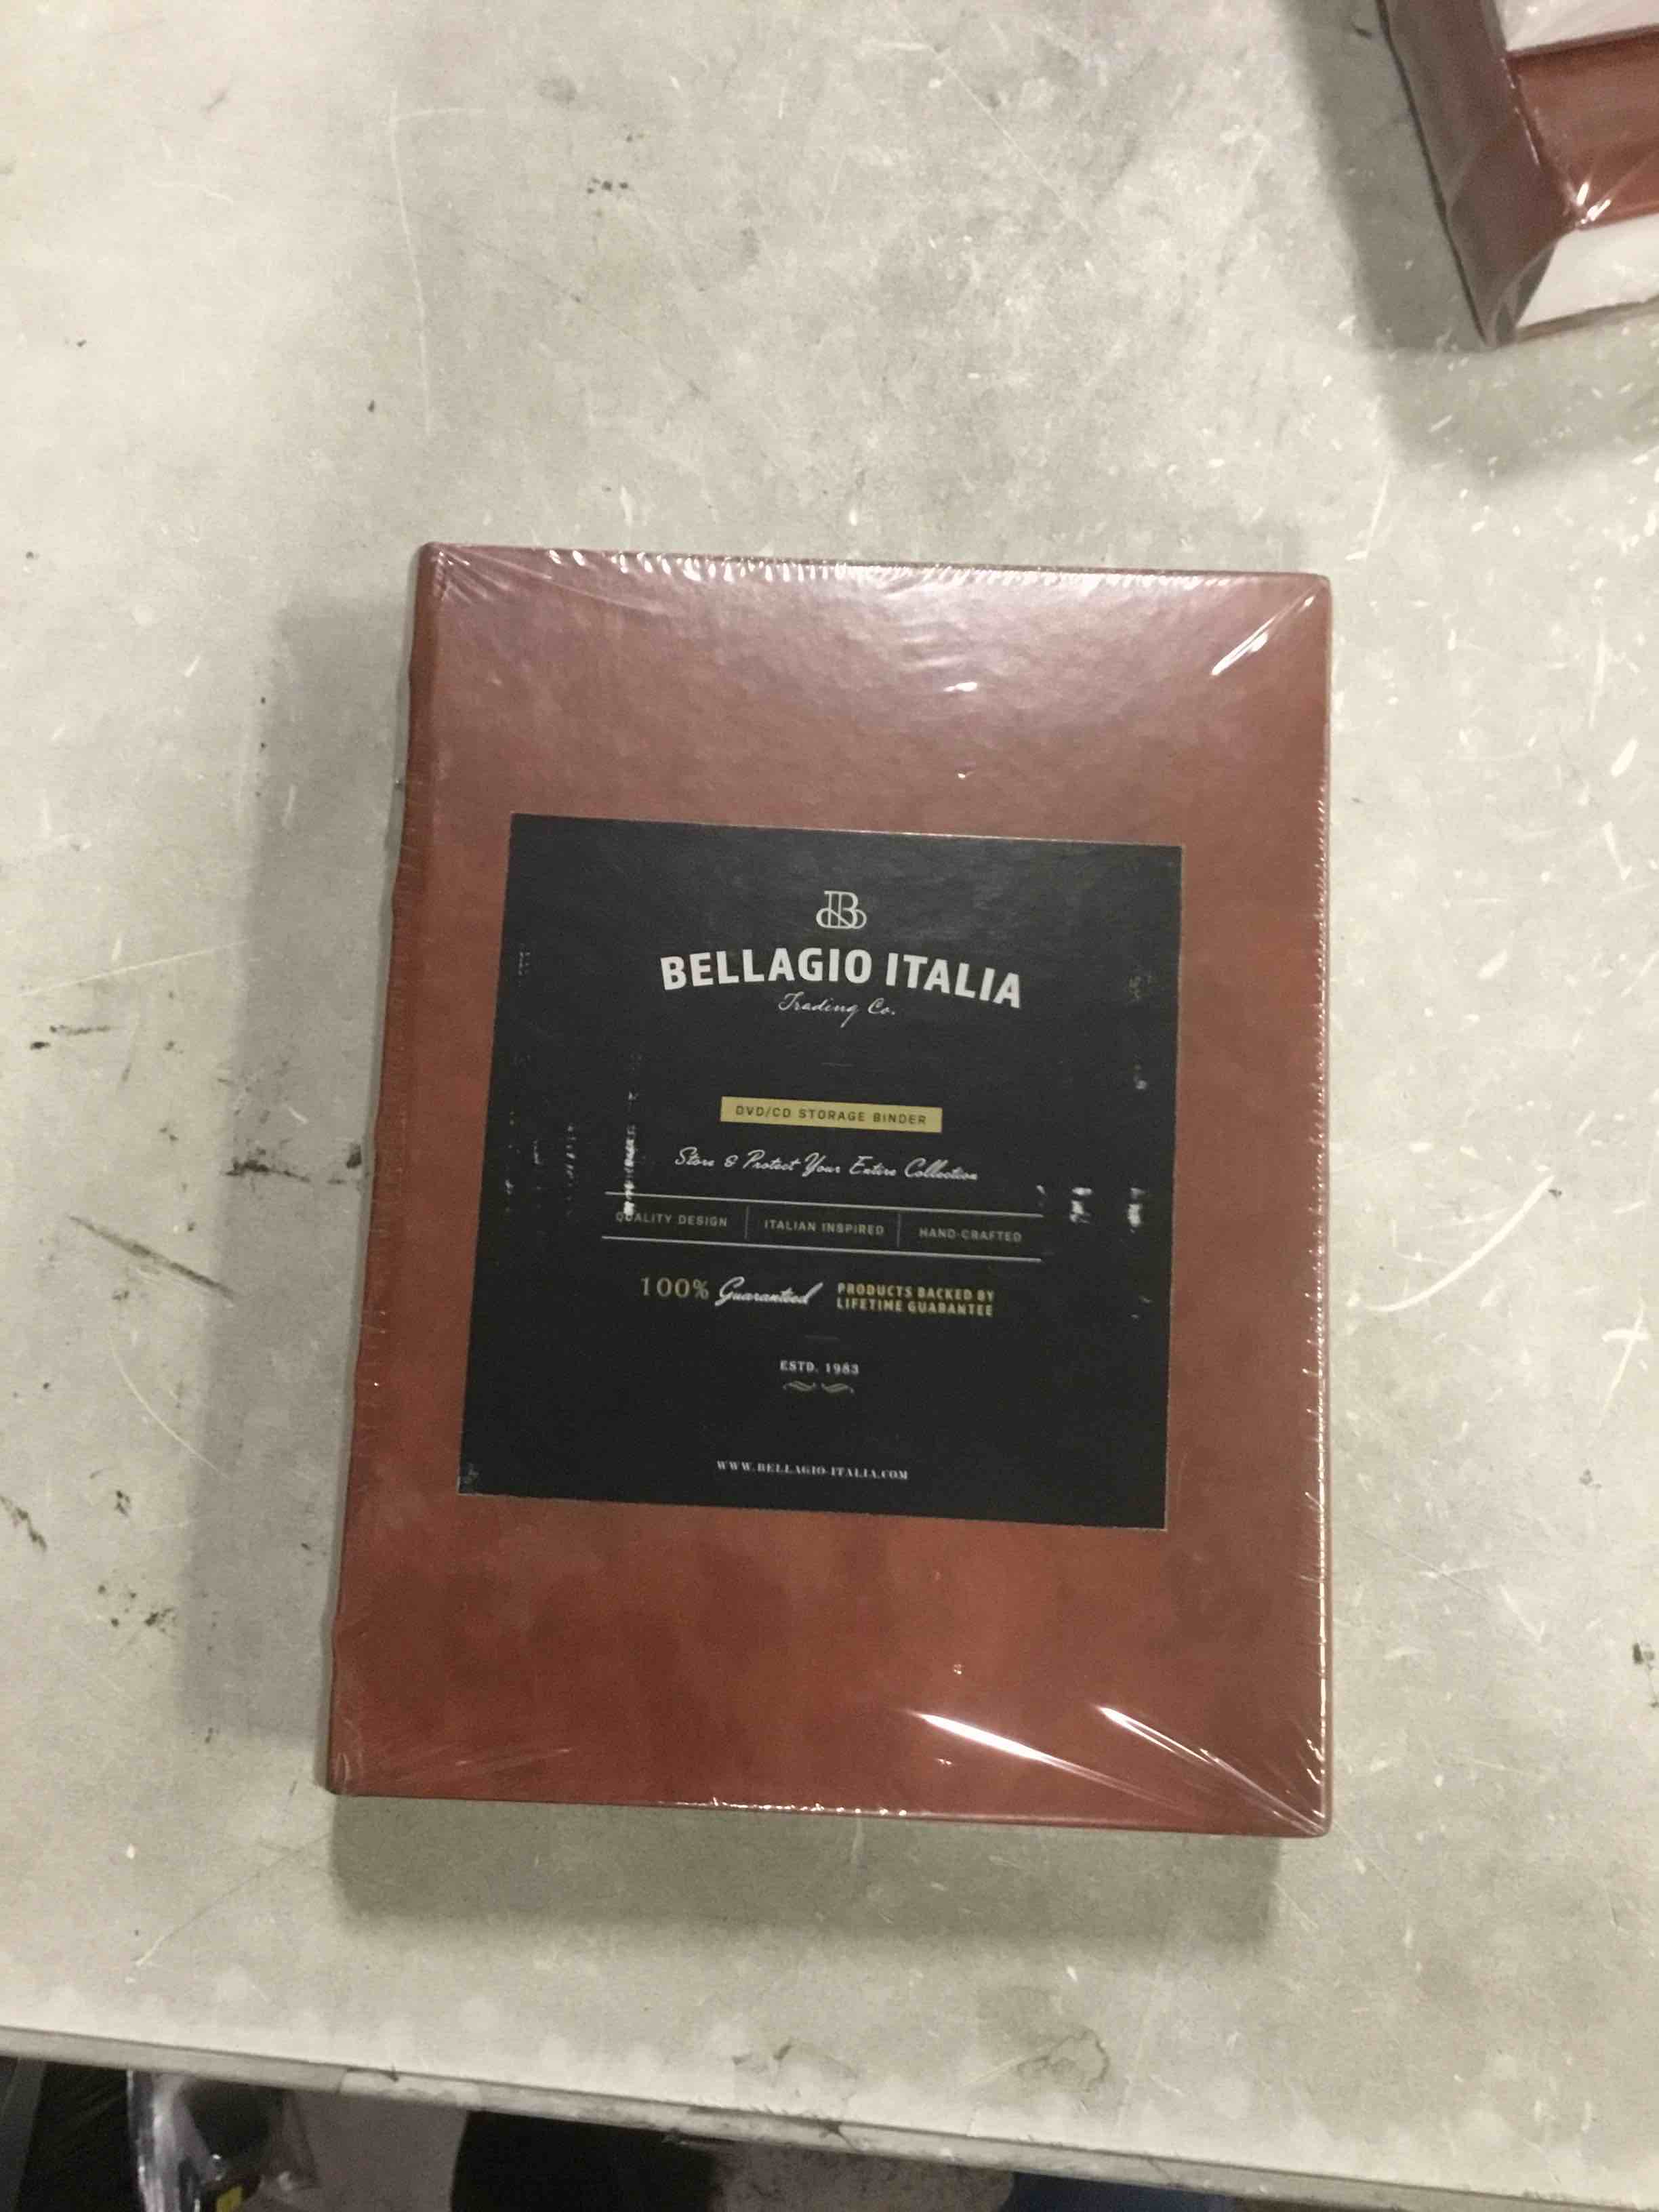 B
BELLAGIO ITALIA
Trading Co.
DVD/CD STORAGE BINDER
Store & Protect Your Entire Collection
QUALITY DESIGN ITALIAN INSPIRED HAND-CRAFTED
100% Guaranteed PRODUCTS BACKED BY
LIFETIME GUARANTEE
ESTD. 1983
WWW.BELLAGIO-ITALIA.COM